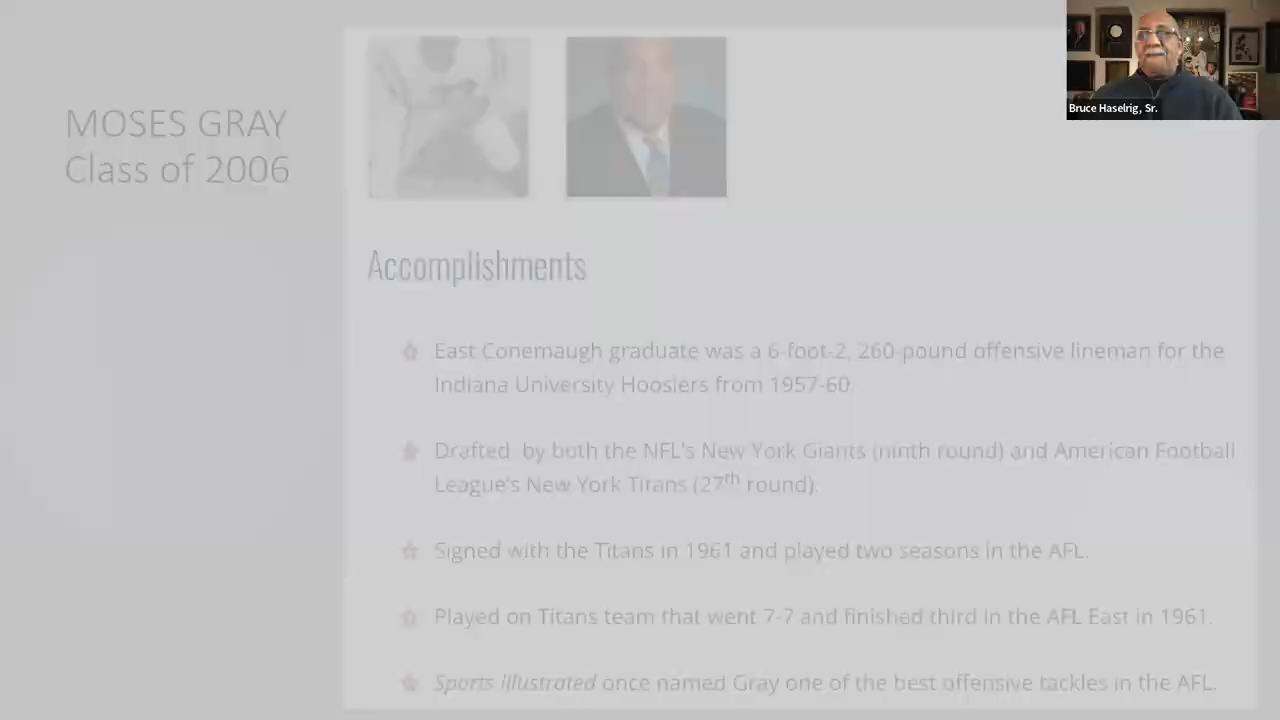 Bruce Haselrig, Sr.
MOSES GRAY
Class of 2006
Accomplishments
East Conemaugh graduate was a 6-foot-2, 260-pound offensive lineman for the
Indiana University Hoosiers from 1957-60.
Drafted by both the NFL's New York Giants (ninth round) and American Football
League's New York Titans (27th round).
Signed with the Titans in 1961 and played two seasons in the AFL.
Played on Titans team that went 7-7 and finished third in the AFL East in 1961.
Sports Illustrated once named Gray one of the best offensive tackles in the AFL.